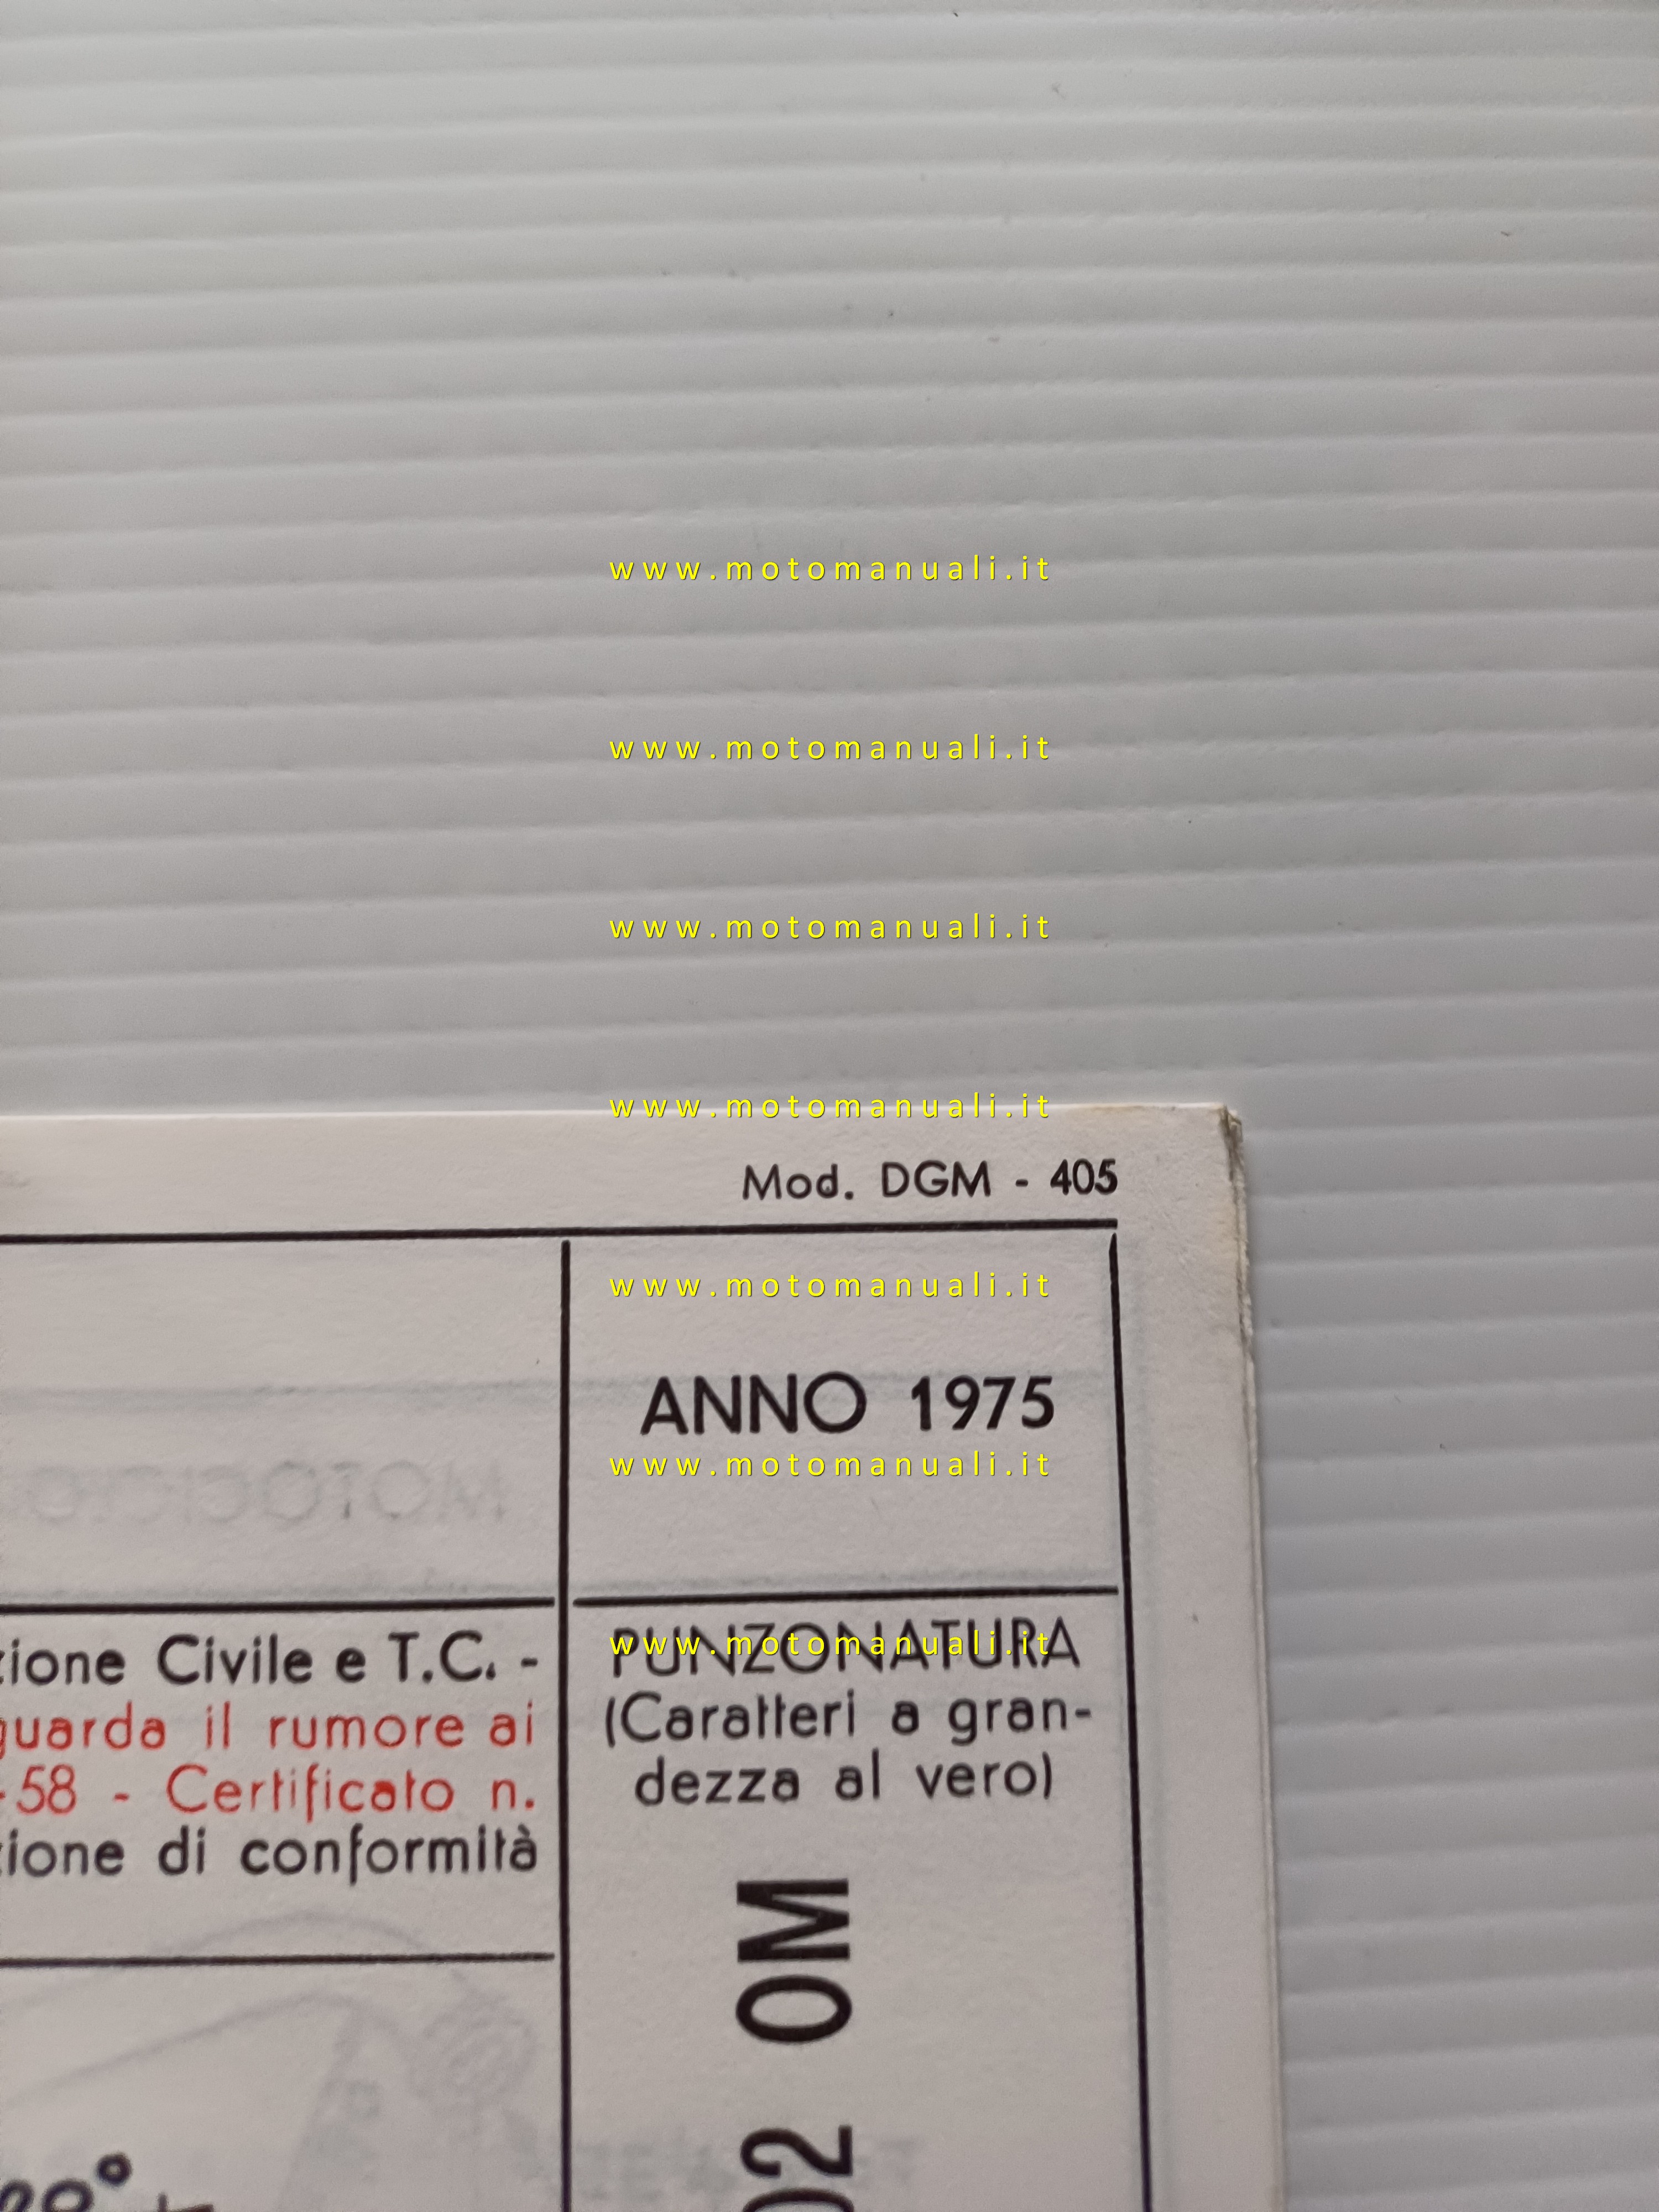 www.motomanuali.it
www.motomanuali.it
www.motomanuali.it
www.motomanuali.it
Mod. DGM - 405
www.motomanuali.it
ANNO 1975
www.motomanuali.it
MOTOCICLO
zione Civile e T.C. -
guarda il rumore ai
-58 - Certificato n.
zione di conformità
PUNZONATURA
www.motomanuali.it
(Caratteri a gran-
dezza al vero)
02 OM
20°